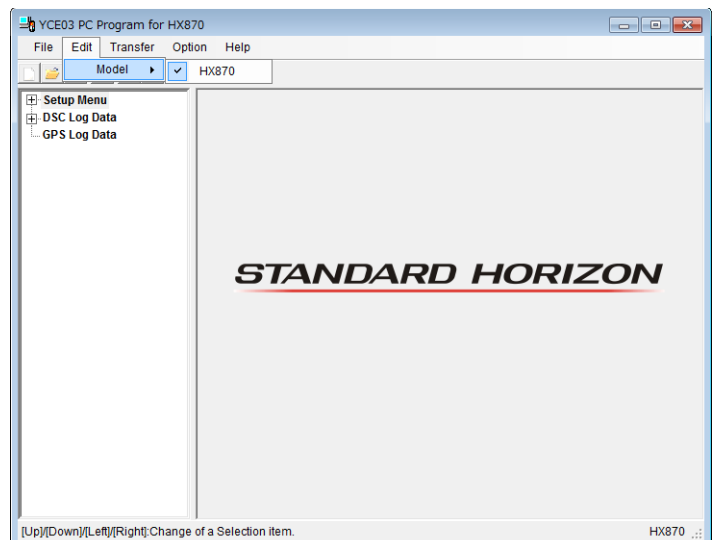 YCE03 PC Program for HX870
File Edit Transfer Option Help
Model HX870
Setup Menu
DSC Log Data
GPS Log Data
STANDARD HORIZON
[Up]/[Down]/[Left]/[Right]:Change of a Selection item. HX870